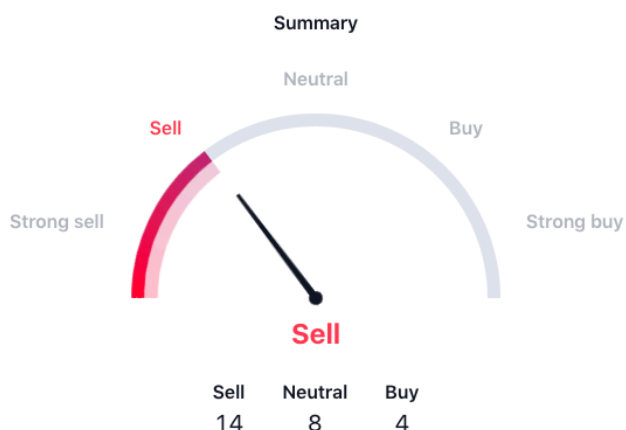 Summary
Neutral
Sell Buy
Strong sell Strong buy
Sell
Sell Neutral Buy
14 8 4